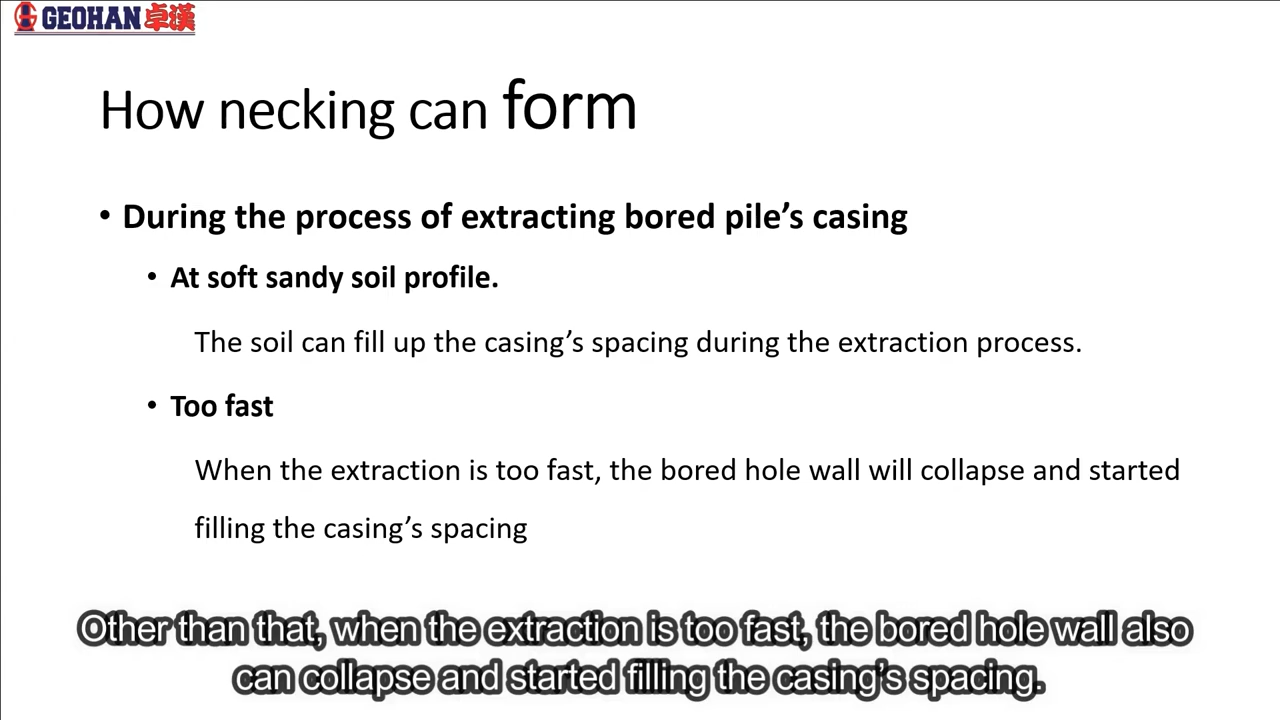 GEOHAN卓漢
How necking can form
• During the process of extracting bored pile’s casing
• At soft sandy soil profile.
The soil can fill up the casing’s spacing during the extraction process.
• Too fast
When the extraction is too fast, the bored hole wall will collapse and started
filling the casing’s spacing
Other than that, when the extraction is too fast, the bored hole wall also
can collapse and started filling the casing's spacing.